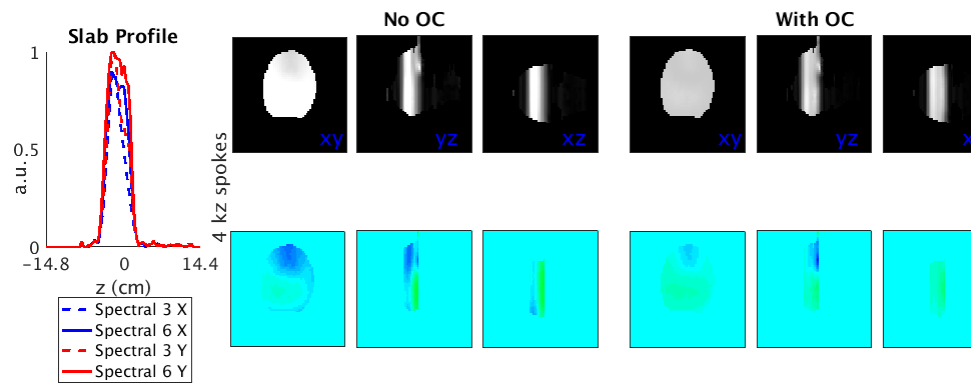 No OC
With OC
Slab Profile
1
0.5
0
a.u.
−14.8
0
14.4
z (cm)
Spectral 3 X
Spectral 6 X
Spectral 3 Y
Spectral 6 Y
4 kz spokes
xy
yz
xz
xy
yz
x